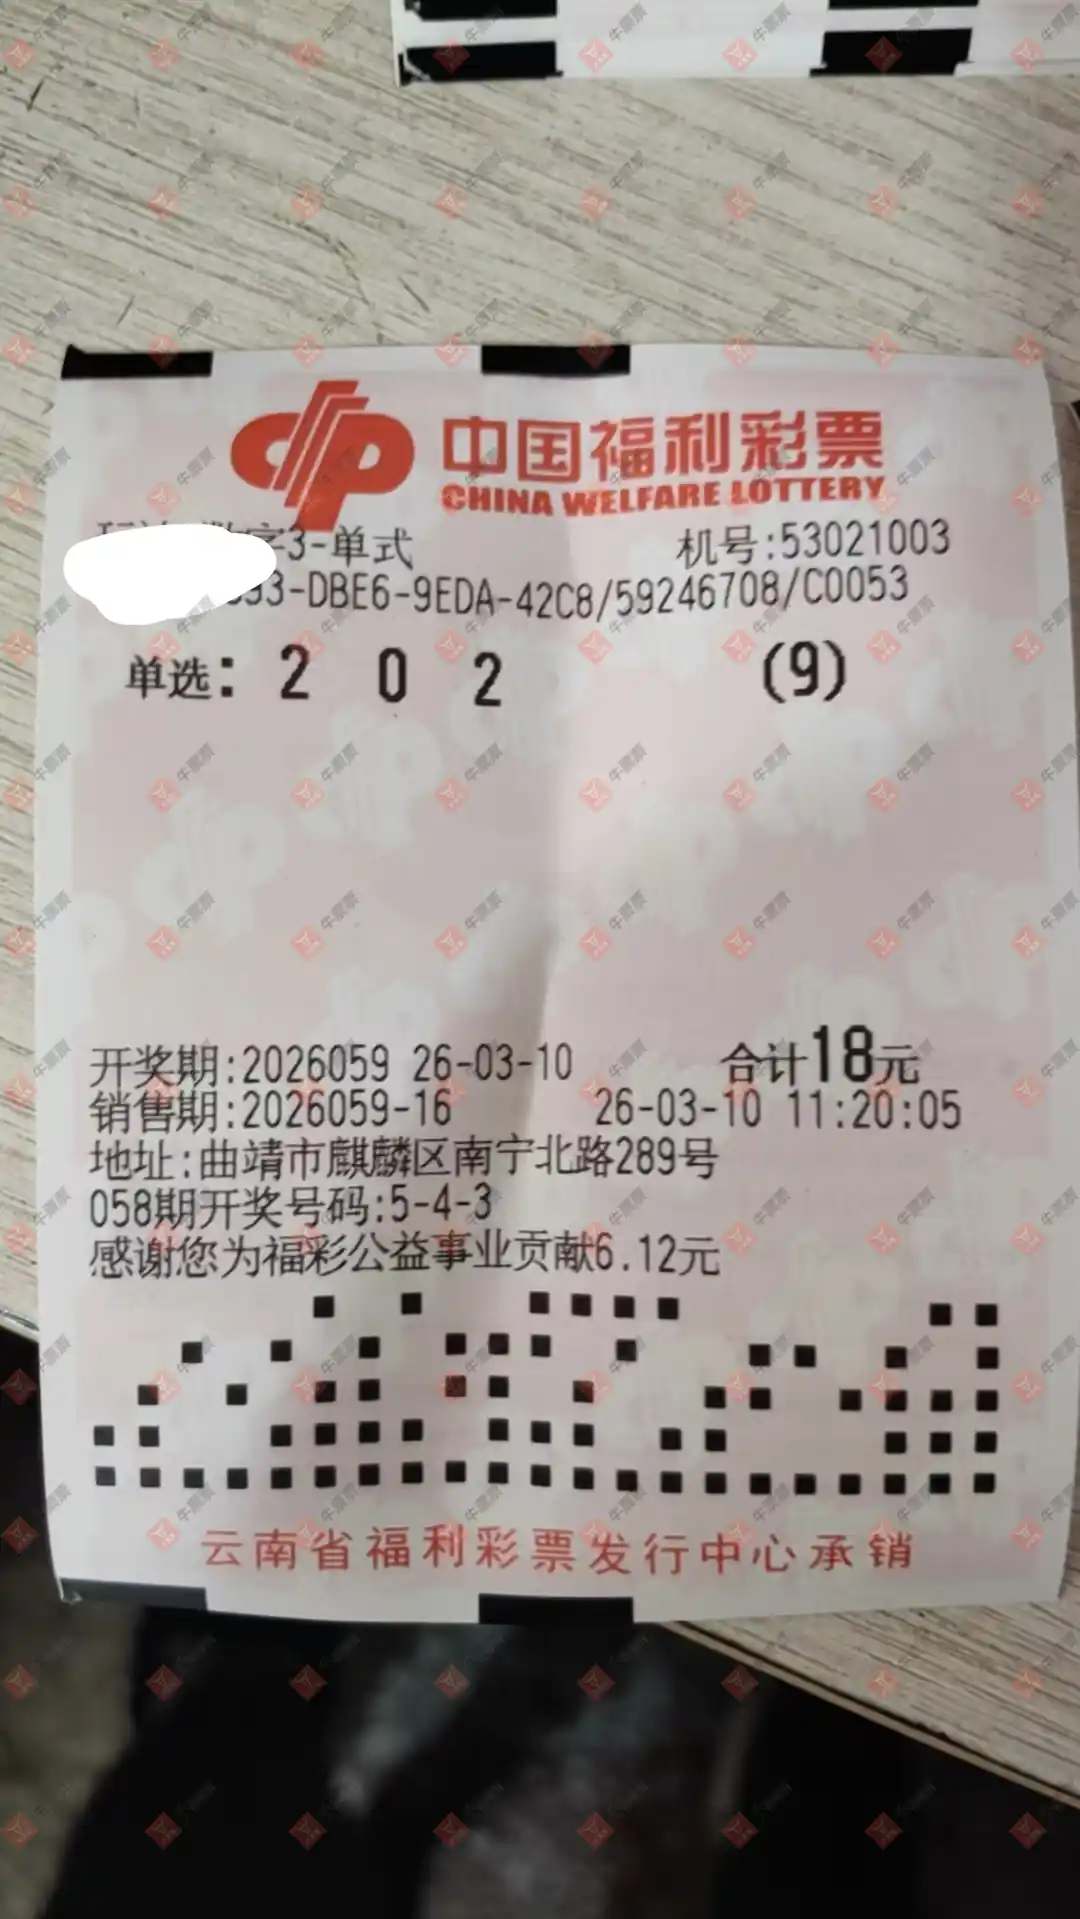 中国福利彩票
CHINA WELFARE LOTTERY
3-单式 机号:53021003
93-DBE6-9EDA-42C8/59246708/C0053
单选: 2 0 2 (9)
开奖期:2026059 26-03-10 合计18元
销售期:2026059-16 26-03-10 11:20:05
地址:曲靖市麒麟区南宁北路289号
058期开奖号码:5-4-3
感谢您为福彩公益事业贡献6.12元
云南省福利彩票发行中心承销
牛票票